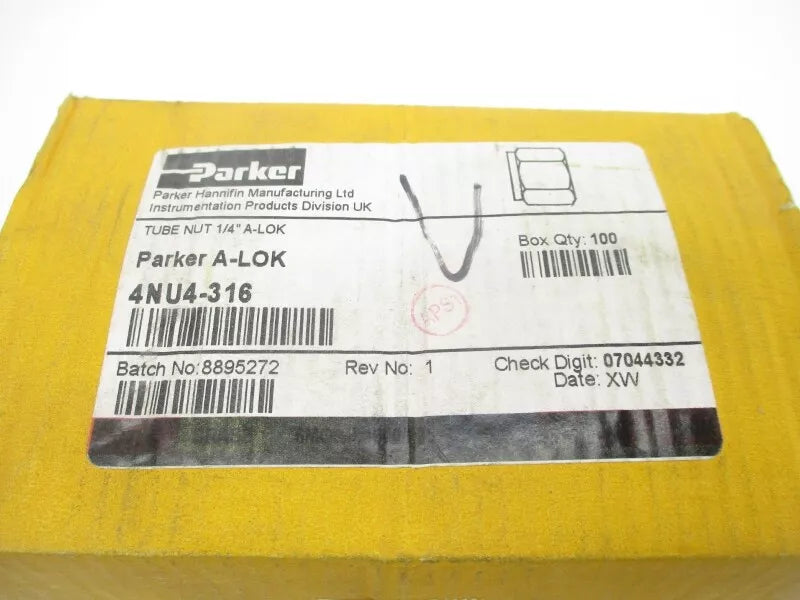 Parker
Parker Hannifin Manufacturing Ltd
Instrumentation Products Division UK
TUBE NUT 1/4" A-LOK
Parker A-LOK
4NU4-316
Box Qty: 100
Batch No:8895272
Rev No: 1
Check Digit: 07044332
Date: XW